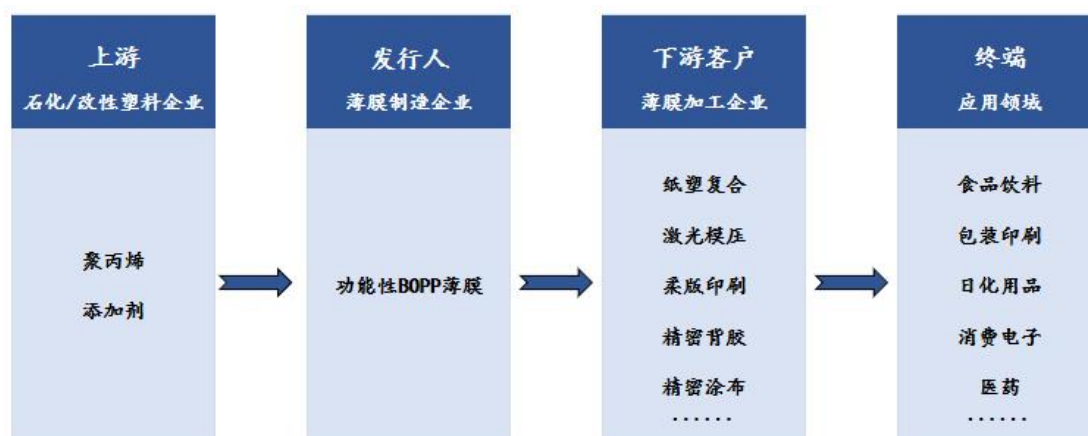 上游
石化/改性塑料企业
聚丙烯
添加剂
发行人
薄膜制造企业
功能性BOPP薄膜
下游客户
薄膜加工企业
纸塑复合
激光模压
柔版印刷
精密背胶
精密涂布
······
终端
应用领域
食品饮料
包装印刷
日化用品
消费电子
医药
······